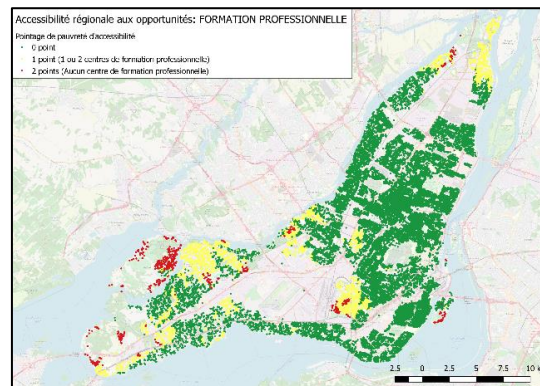 Accessibilité régionale aux opportunités: FORMATION PROFESSIONNELLE
Pointage de pauvreté d'accessibilité
0 point
1 point (1 ou 2 centres de formation professionnelle)
2 points (Aucun centre de formation professionnelle)
2.5 0 2.5 5 7.5 10 k